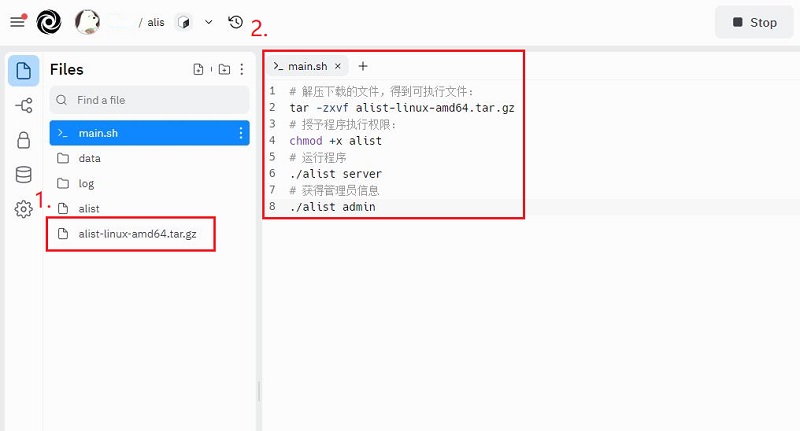 2.
/ alis
Stop
Files
Find a file
main.sh
data
log
1.
alist
alist-linux-amd64.tar.gz
main.sh
1 # 解压下载的文件，得到可执行文件：
2 tar -zxvf alist-linux-amd64.tar.gz
3 # 授予程序执行权限：
4 chmod +x alist
5 # 运行程序
6 ./alist server
7 # 获得管理员信息
8 ./alist admin